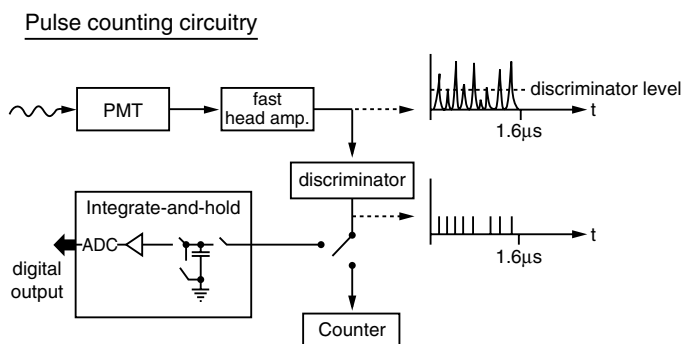 Pulse counting circuitry
PMT
fast
head amp.
discriminator level
t
1.6μs
discriminator
Integrate-and-hold
ADC
digital
output
t
1.6μs
Counter